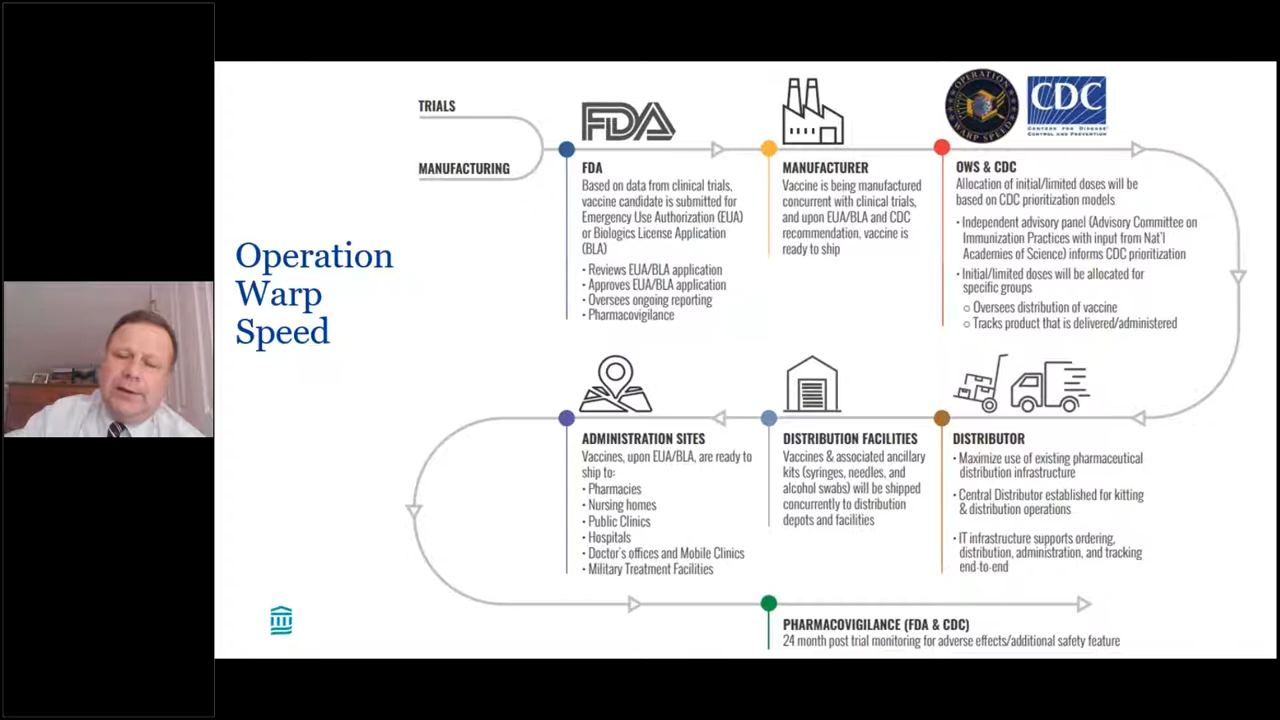 Operation
Warp
Speed
TRIALS
MANUFACTURING
FDA
FDA
Based on data from clinical trials,
vaccine candidate is submitted for
Emergency Use Authorization (EUA)
or Biologics License Application
(BLA)
• Reviews EUA/BLA application
• Approves EUA/BLA application
• Oversees ongoing reporting
• Pharmacovigilance
MANUFACTURER
Vaccine is being manufactured
concurrent with clinical trials,
and upon EUA/BLA and CDC
recommendation, vaccine is
ready to ship
OPERATION
WARP SPEED
CDC
CENTERS FOR DISEASE
CONTROL AND PREVENTION
OWS & CDC
Allocation of initial/limited doses will be
based on CDC prioritization models
• Independent advisory panel (Advisory Committee on
Immunization Practices with input from Nat'l
Academies of Science) informs CDC prioritization
• Initial/limited doses will be allocated for
specific groups
o Oversees distribution of vaccine
o Tracks product that is delivered/administered
DISTRIBUTOR
• Maximize use of existing pharmaceutical
distribution infrastructure
• Central Distributor established for kitting
& distribution operations
• IT infrastructure supports ordering,
distribution, administration, and tracking
end-to-end
DISTRIBUTION FACILITIES
Vaccines & associated ancillary
kits (syringes, needles, and
alcohol swabs) will be shipped
concurrently to distribution
depots and facilities
ADMINISTRATION SITES
Vaccines, upon EUA/BLA, are ready to
ship to:
• Pharmacies
• Nursing homes
• Public Clinics
• Hospitals
• Doctor's offices and Mobile Clinics
• Military Treatment Facilities
PHARMACOVIGILANCE (FDA & CDC)
24 month post trial monitoring for adverse effects/additional safety feature